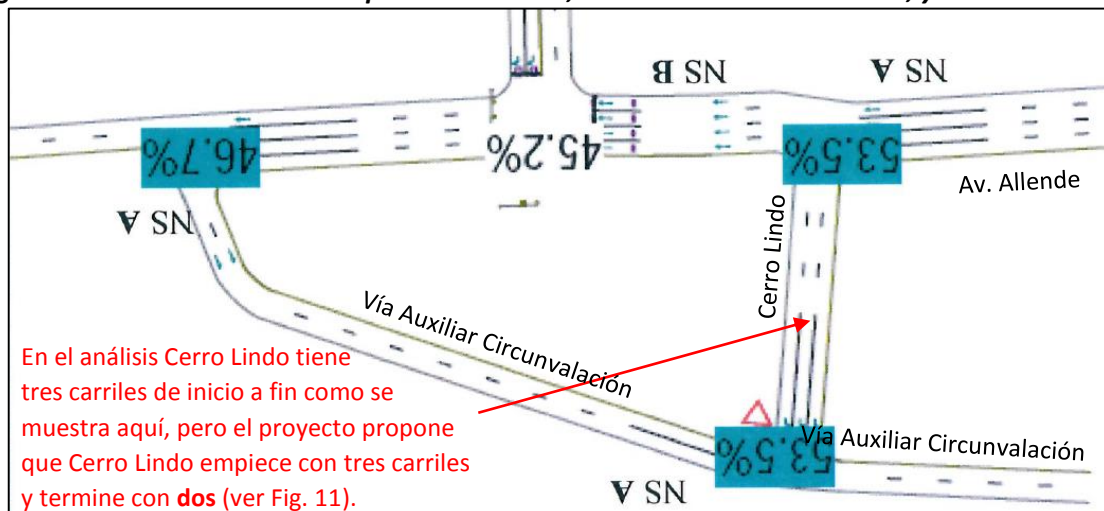 NS B
NS A
46.7%
45.2%
53.5%
Av. Allende
NS A
Cerro Lindo
Vía Auxiliar Circunvalación
En el análisis Cerro Lindo tiene
tres carriles de inicio a fin como se
muestra aquí, pero el proyecto propone
que Cerro Lindo empiece con tres carriles
y termine con dos (ver Fig. 11).
53.5%
Vía Auxiliar Circunvalación
NS A